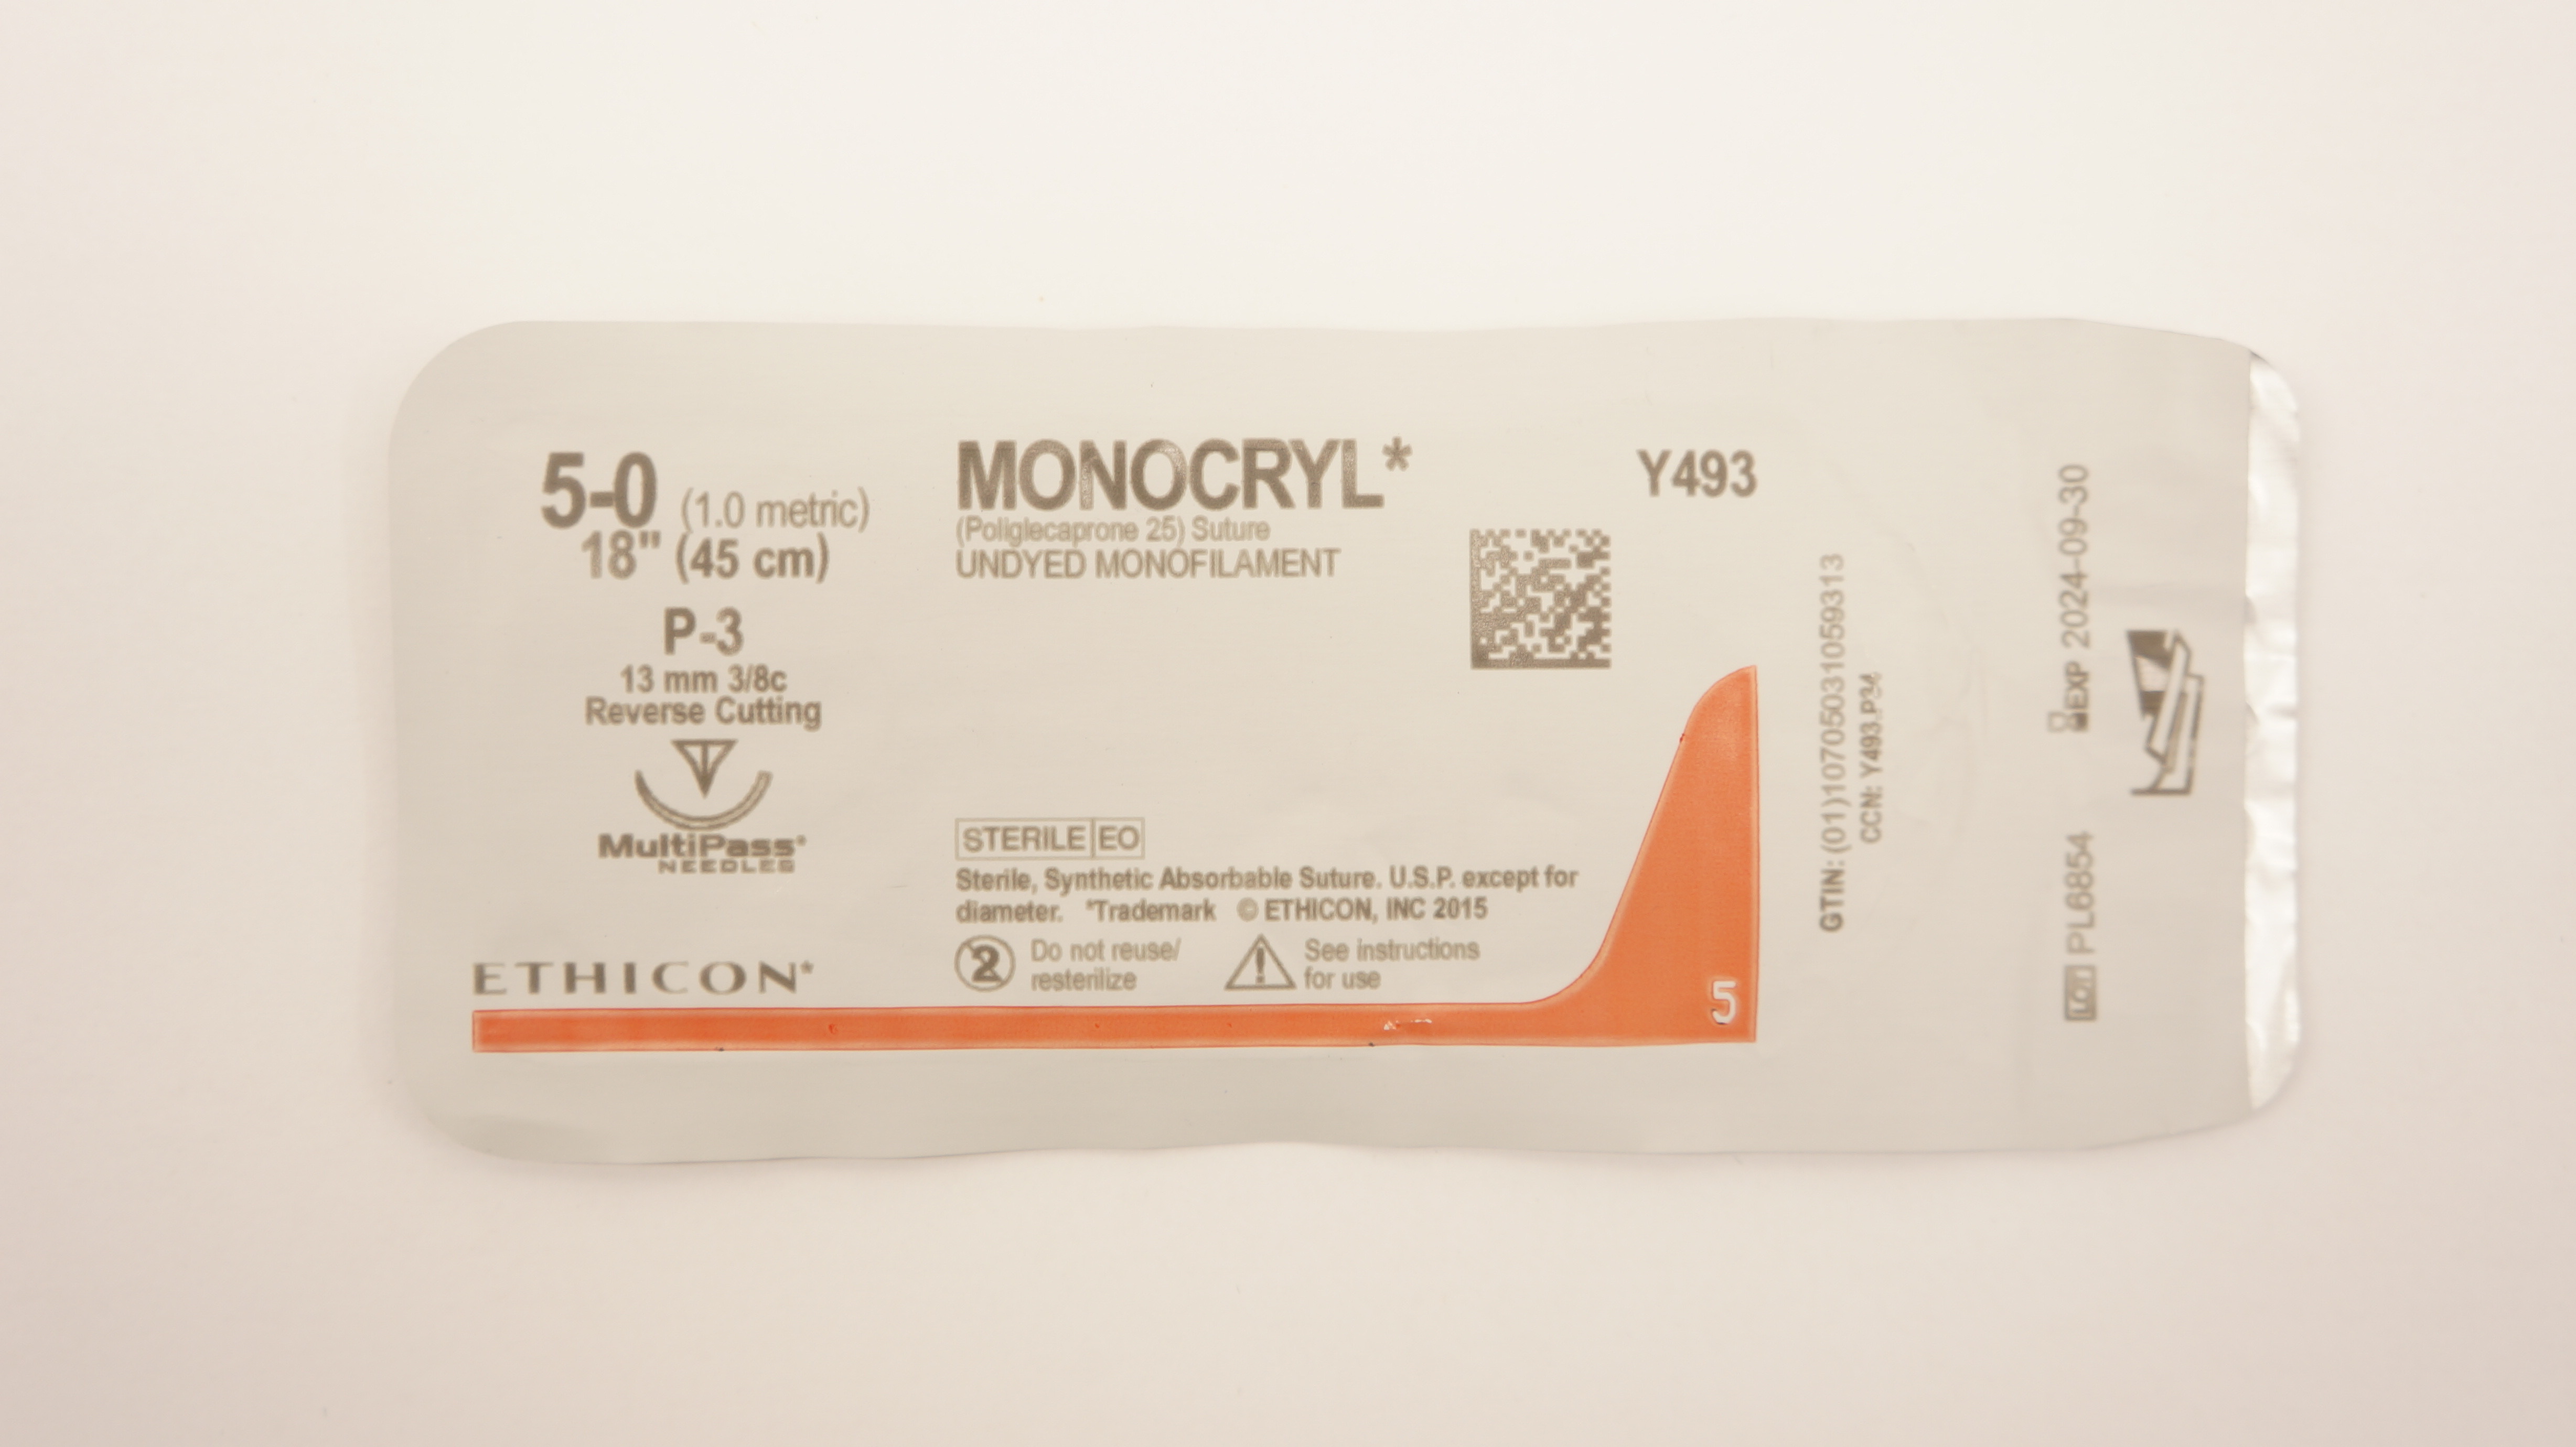 5-0 (1.0 metric)
18" (45 cm)
P-3
13 mm 3/8c
Reverse Cutting
MultiPass*
NEEDLES
ETHICON*
MONOCRYL*
(Poliglecaprone 25) Suture
UNDYED MONOFILAMENT
Y493
STERILE EO
Sterile, Synthetic Absorbable Suture. U.S.P. except for
diameter. *Trademark © ETHICON, INC 2015
2 Do not reuse/
resterilize
! See instructions
for use
5
GTIN: (01)10705031059313
CCN: Y493.P34
EXP 2024-09-30
LOT PL6854